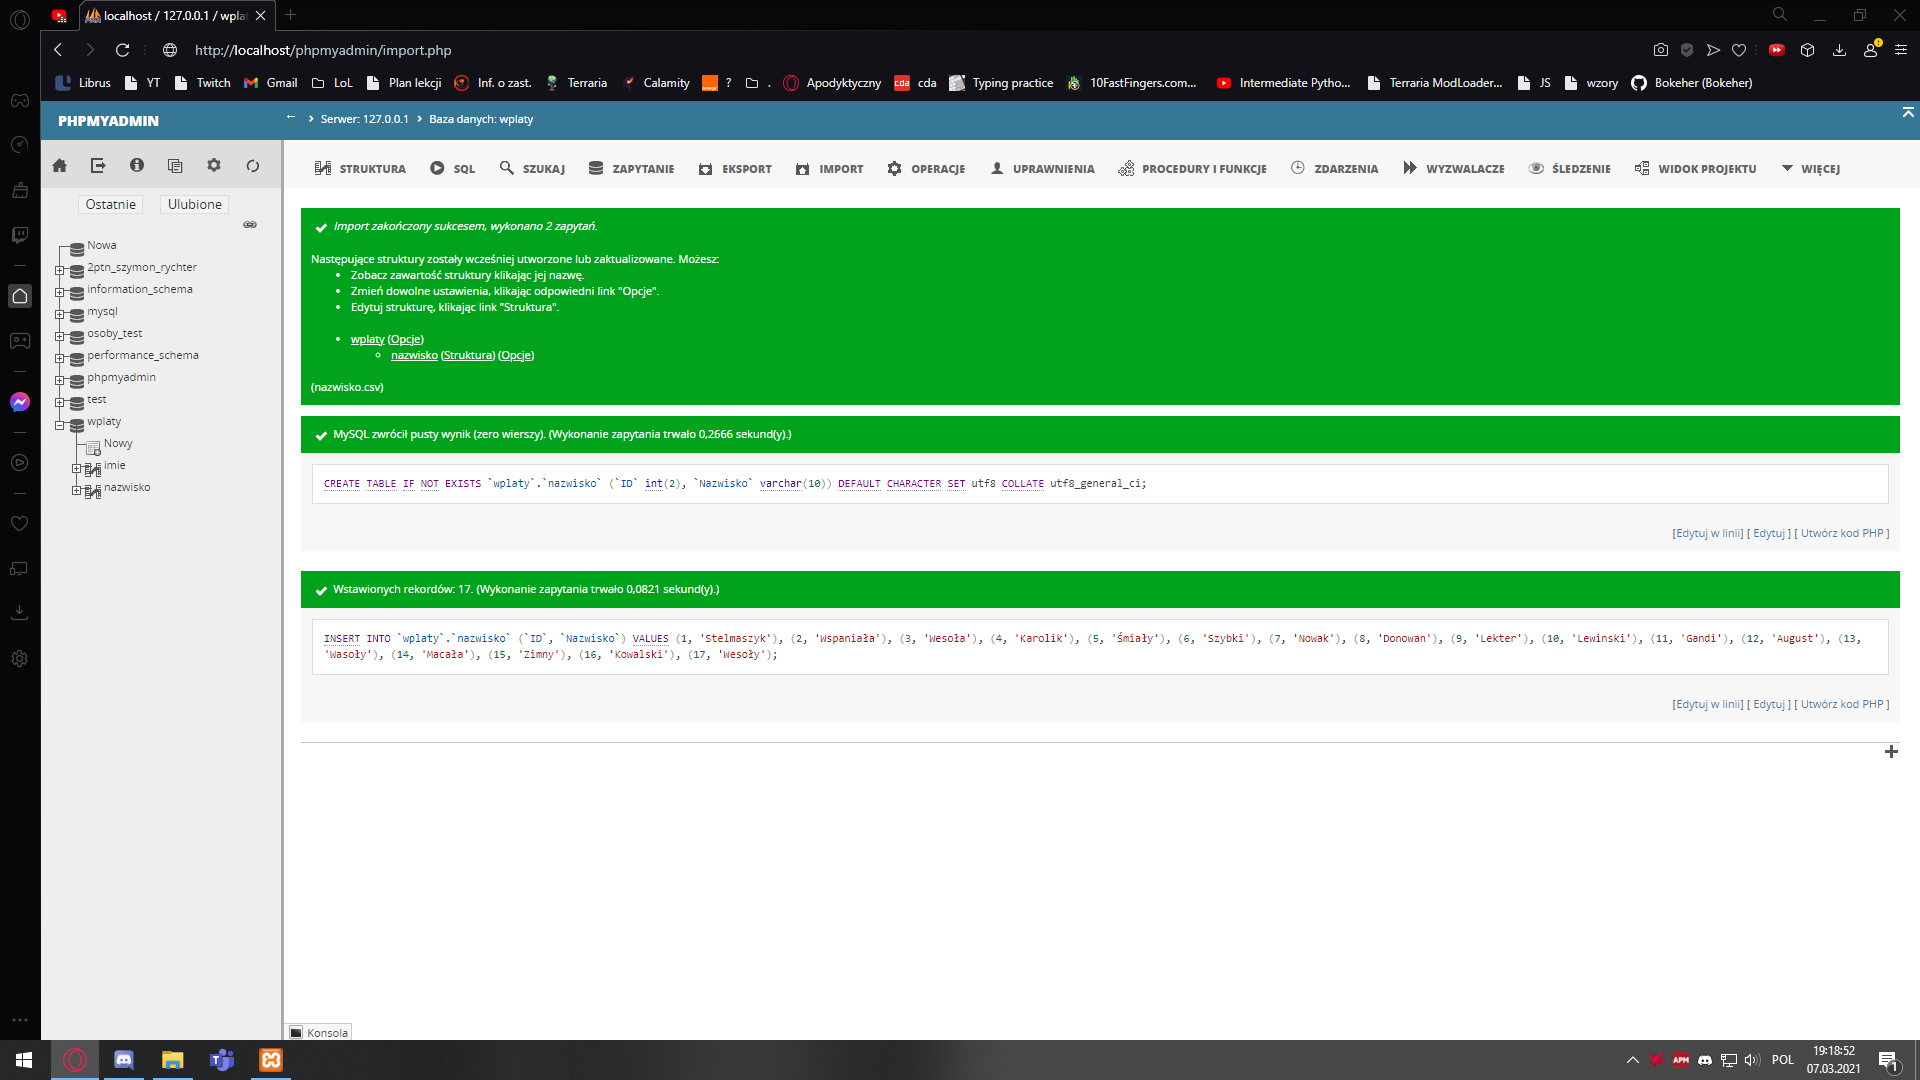 localhost / 127.0.0.1 / wpła
http://localhost/phpmyadmin/import.php
Librus YT Twitch Gmail LoL Plan lekcji Inf. o zast. Terraria Calamity ? . Apodyktyczny cda cda Typing practice 10FastFingers.com... Intermediate Pytho... Terraria ModLoader... JS wzory Bokeher (Bokeher)
PHPMYADMIN
Serwer: 127.0.0.1 Baza danych: wplaty
STRUKTURA SQL SZUKAJ ZAPYTANIE EKSPORT IMPORT OPERACJE UPRAWNIENIA PROCEDURY I FUNKCJE ZDARZENIA WYZWALACZE ŚLEDZENIE WIDOK PROJEKTU WIĘCEJ
Ostatnie Ulubione
Nowa
2ptn_szymon_rychter
information_schema
mysql
osoby_test
performance_schema
phpmyadmin
test
wplaty
Nowy
imie
nazwisko
Import zakończony sukcesem, wykonano 2 zapytań.
Następujące struktury zostały wcześniej utworzone lub zaktualizowane. Możesz:
Zobacz zawartość struktury klikając jej nazwę.
Zmień dowolne ustawienia, klikając odpowiedni link "Opcje".
Edytuj strukturę, klikając link "Struktura".
wplaty (Opcje)
nazwisko (Struktura) (Opcje)
(nazwisko.csv)
MySQL zwrócił pusty wynik (zero wierszy). (Wykonanie zapytania trwało 0,2666 sekund(y).)
CREATE TABLE IF NOT EXISTS `wplaty`.`nazwisko` (`ID` int(2), `Nazwisko` varchar(10)) DEFAULT CHARACTER SET utf8 COLLATE utf8_general_ci;
[Edytuj w linii] [ Edytuj ] [ Utwórz kod PHP ]
Wstawionych rekordów: 17. (Wykonanie zapytania trwało 0,0821 sekund(y).)
INSERT INTO `wplaty`.`nazwisko` (`ID`, `Nazwisko`) VALUES (1, 'Stelmaszyk'), (2, 'Wspaniała'), (3, 'Wesoła'), (4, 'Karolik'), (5, 'Śmiały'), (6, 'Szybki'), (7, 'Nowak'), (8, 'Donowan'), (9, 'Lekter'), (10, 'Lewinski'), (11, 'Gandi'), (12, 'August'), (13,
'Wasoły'), (14, 'Macała'), (15, 'Zimny'), (16, 'Kowalski'), (17, 'Wesoły');
[Edytuj w linii] [ Edytuj ] [ Utwórz kod PHP ]
Konsola
APM POL 19:18:52
07.03.2021
1